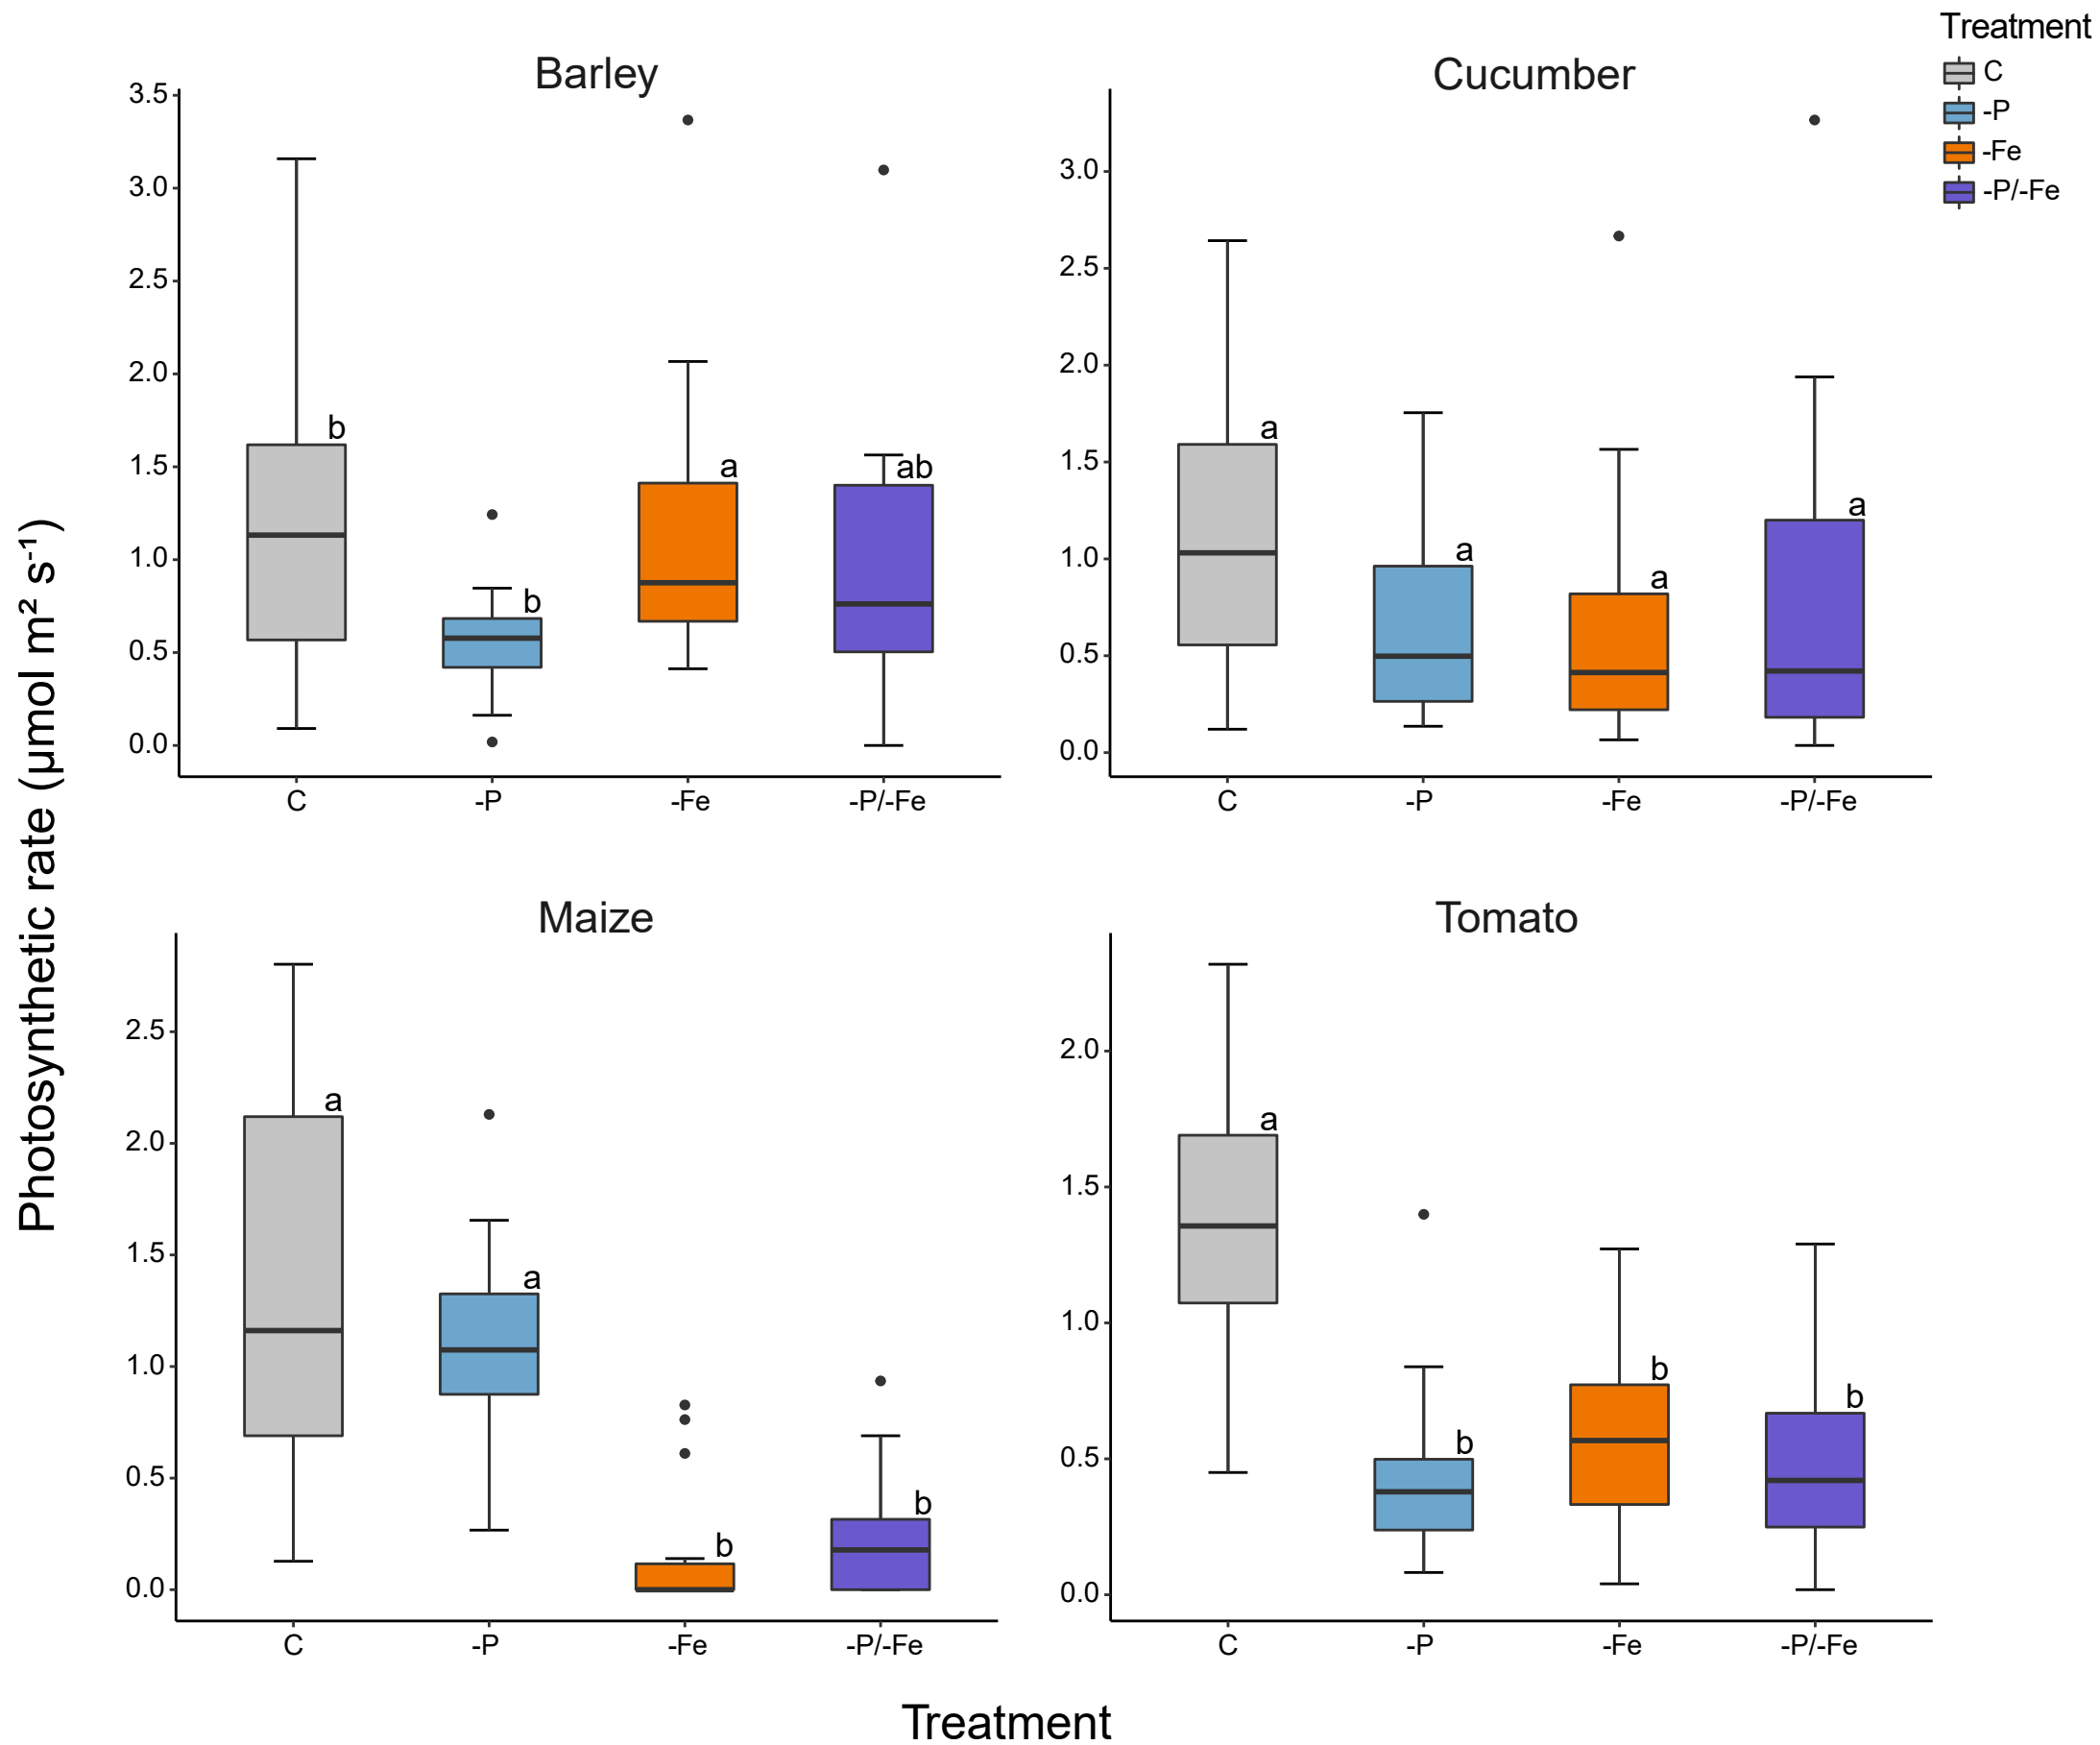 Treatment
C
-P
-Fe
-P/-Fe
Photosynthetic rate (µmol m² s⁻¹)
Barley
3.5
3.0
2.5
2.0
1.5
1.0
0.5
0.0
b
b
a
ab
C -P -Fe -P/-Fe
Cucumber
3.0
2.5
2.0
1.5
1.0
0.5
0.0
a
a
a
a
C -P -Fe -P/-Fe
Maize
2.5
2.0
1.5
1.0
0.5
0.0
a
a
b
b
C -P -Fe -P/-Fe
Tomato
2.0
1.5
1.0
0.5
0.0
a
b
b
b
C -P -Fe -P/-Fe
Treatment